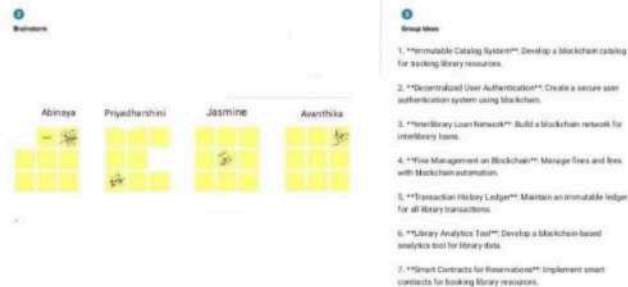 2
Brainstorm
Abinaya
Priyadharshini
Jasmine
Avanthika
2
Group Ideas
1. **Immutable Catalog System**: Develop a blockchain catalog
for tracking library resources.
2. **Decentralized User Authentication**: Create a secure user
authentication system using blockchain.
3. **Interlibrary Loan Network**: Build a blockchain network for
interlibrary loans.
4. **Fine Management on Blockchain**: Manage fines and fees
with blockchain automation.
5. **Transaction History Ledger**: Maintain an immutable ledger
for all library transactions.
6. **Library Analytics Tool**: Develop a blockchain-based
analytics tool for library data.
7. **Smart Contracts for Reservations**: Implement smart
contracts for booking library resources.